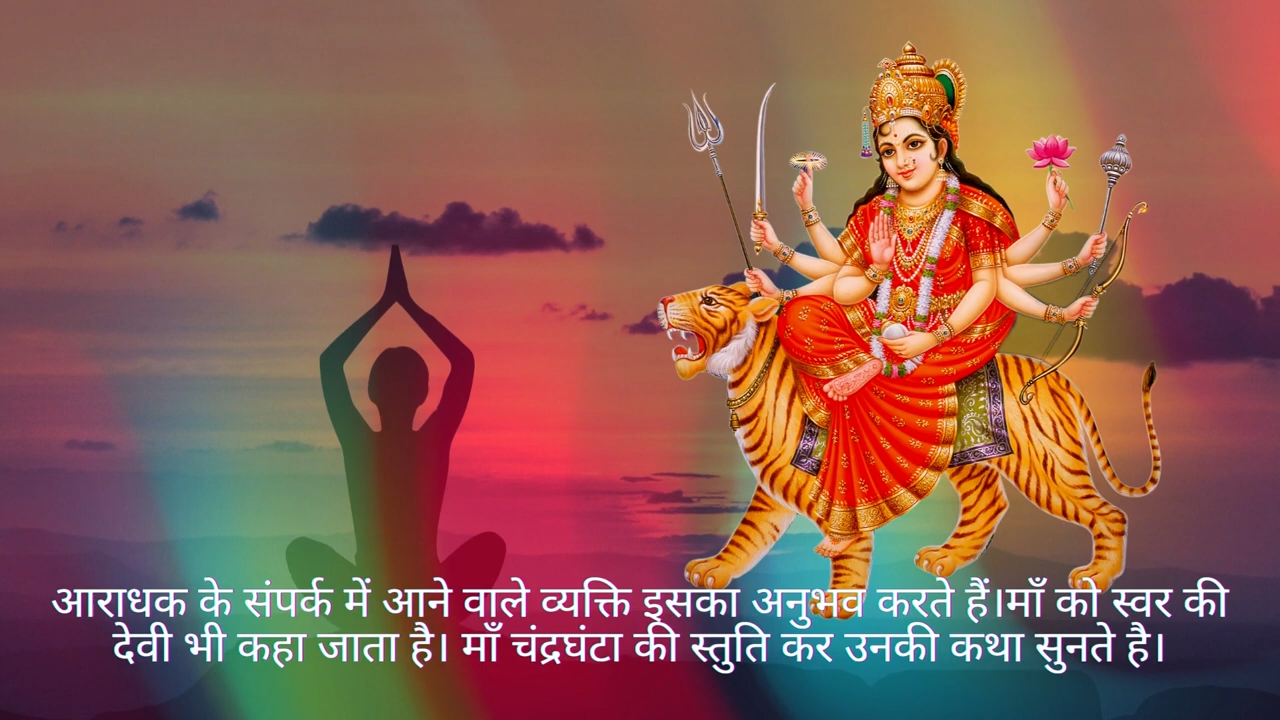 आराधक के संपर्क में आने वाले व्यक्ति इसका अनुभव करते हैं।माँ को स्वर की
देवी भी कहा जाता है। माँ चंद्रघंटा की स्तुति कर उनकी कथा सुनते है।